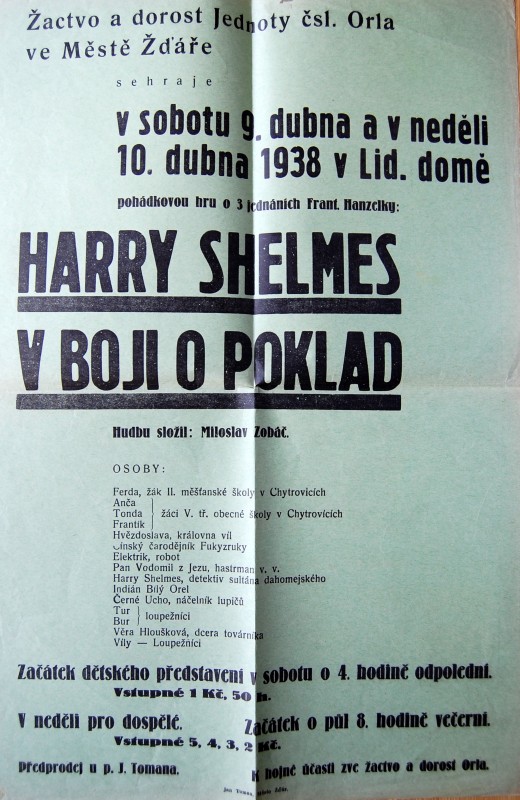 Žactvo a dorost Jednoty čsl. Orla
ve Městě Žďáře
sehraje
v sobotu 9. dubna a v neděli
10. dubna 1938 v Lid. domě
pohádkovou hru o 3 jednáních Frant. Hanzelky:
HARRY SHELMES
V BOJI O POKLAD
Hudbu složil: Miloslav Zobáč.
OSOBY:
Ferda, žák II. měšťanské školy v Chytrovicích
Anča
Tonda } žáci V. tř. obecné školy v Chytrovicích
Frantík
Hvězdoslava, královna víl
Čínský čarodějník Fukyzruky
Elektrik, robot
Pan Vodomil z Jezu, hastrman v. v.
Harry Shelmes, detektiv sultána dahomejského
Indián Bílý Orel
Černé Ucho, náčelník lupičů
Tur
Bur } loupežníci
Věra Hloušková, dcera továrníka
Víly — Loupežníci
Začátek dětského představení v sobotu o 4. hodině odpolední.
Vstupné 1 Kč, 50 h.
V neděli pro dospělé. Začátek o půl 8. hodině večerní.
Vstupné 5, 4, 3, 2 Kč.
Předprodej u p. J. Tomana. K hojné účasti zve žactvo a dorost Orla.